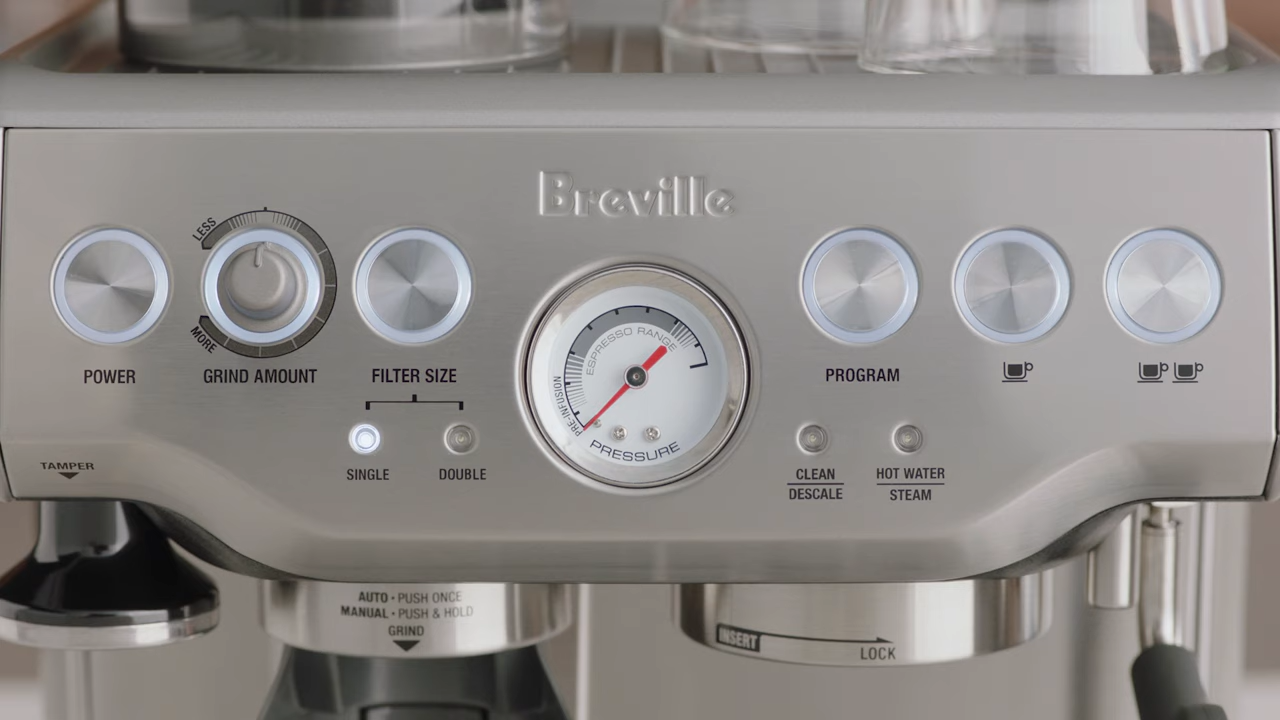 Breville
LESS
MORE
POWER
GRIND AMOUNT
FILTER SIZE
SINGLE
DOUBLE
TAMPER
ESPRESSO RANGE
PRE-INFUSION
PRESSURE
PROGRAM
CLEAN
DESCALE
HOT WATER
STEAM
AUTO • PUSH ONCE
MANUAL • PUSH & HOLD
GRIND
INSERT
LOCK